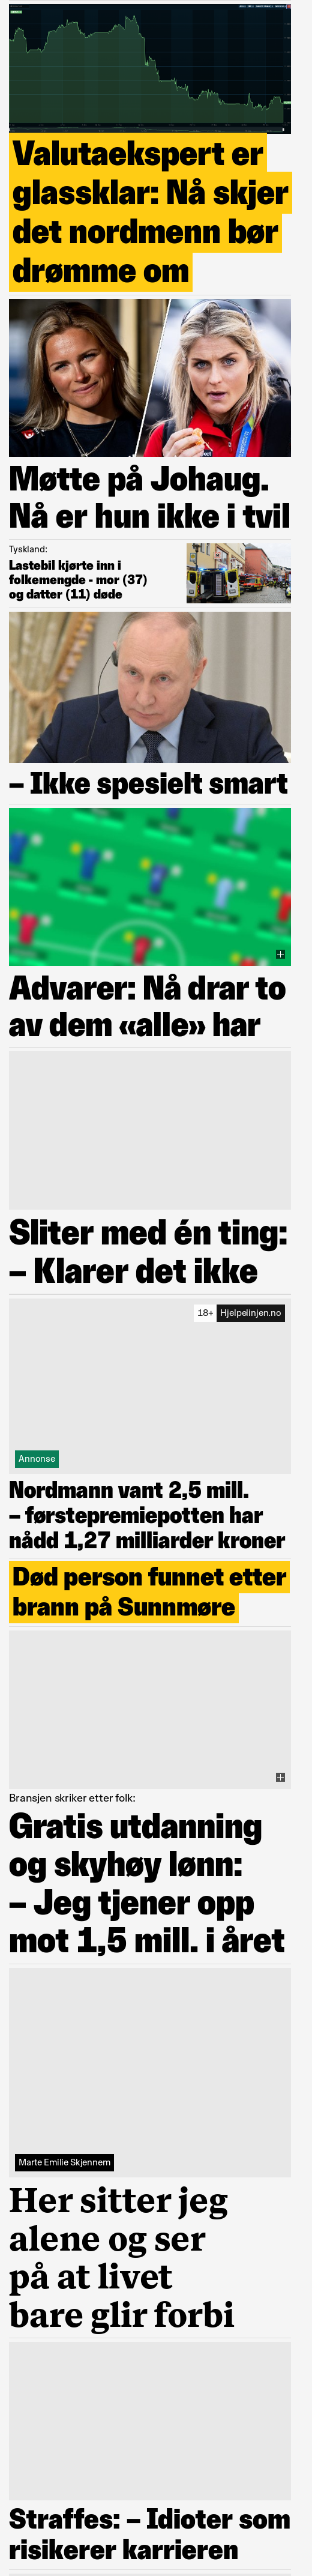 Valutaekspert er
glassklar: Nå skjer
det nordmenn bør
drømme om
Møtte på Johaug.
Nå er hun ikke i tvil
Tyskland:
Lastebil kjørte inn i
folkemengde - mor (37)
og datter (11) døde
– Ikke spesielt smart
Advarer: Nå drar to
av dem «alle» har
Sliter med én ting:
– Klarer det ikke
18+ Hjelpelinjen.no
Annonse
Nordmann vant 2,5 mill.
– førstepremiepotten har
nådd 1,27 milliarder kroner
Død person funnet etter
brann på Sunnmøre
Bransjen skriker etter folk:
Gratis utdanning
og skyhøy lønn:
– Jeg tjener opp
mot 1,5 mill. i året
Marte Emilie Skjennem
Her sitter jeg
alene og ser
på at livet
bare glir forbi
Straffes: – Idioter som
risikerer karrieren